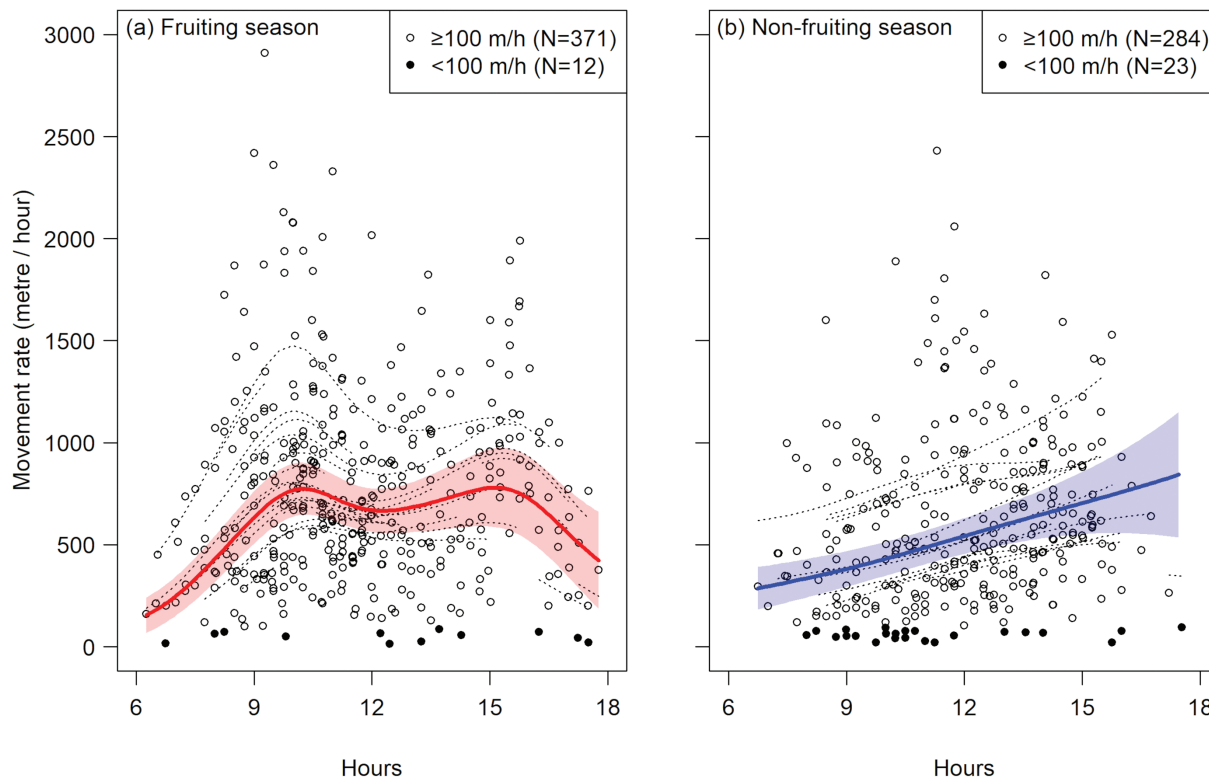 (a) Fruiting season
≥100 m/h (N=371)
<100 m/h (N=12)
(b) Non-fruiting season
≥100 m/h (N=284)
<100 m/h (N=23)
Movement rate (metre / hour)
3000
2500
2000
1500
1000
500
0
6 9 12 15 18
6 9 12 15 18
Hours
Hours